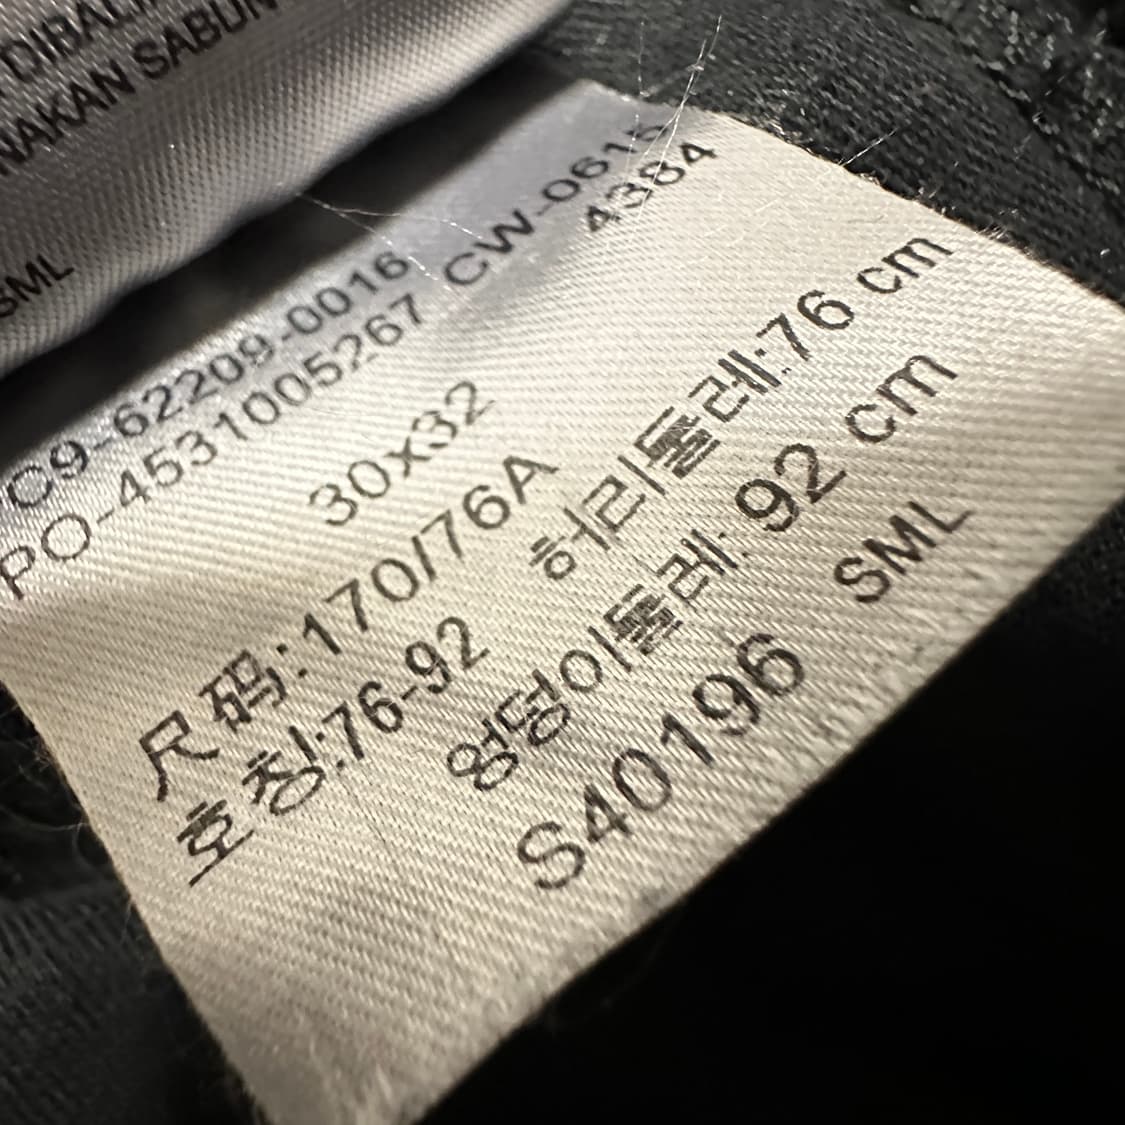 DIBAL
NAKAN SABUN
SML
C9-62209-0016 CW-0615
PO-4531005267 4384
30x32
尺码:170/76A
호칭:76-92 허리둘레:76 cm
엉덩이둘레: 92 cm
S40196 SML